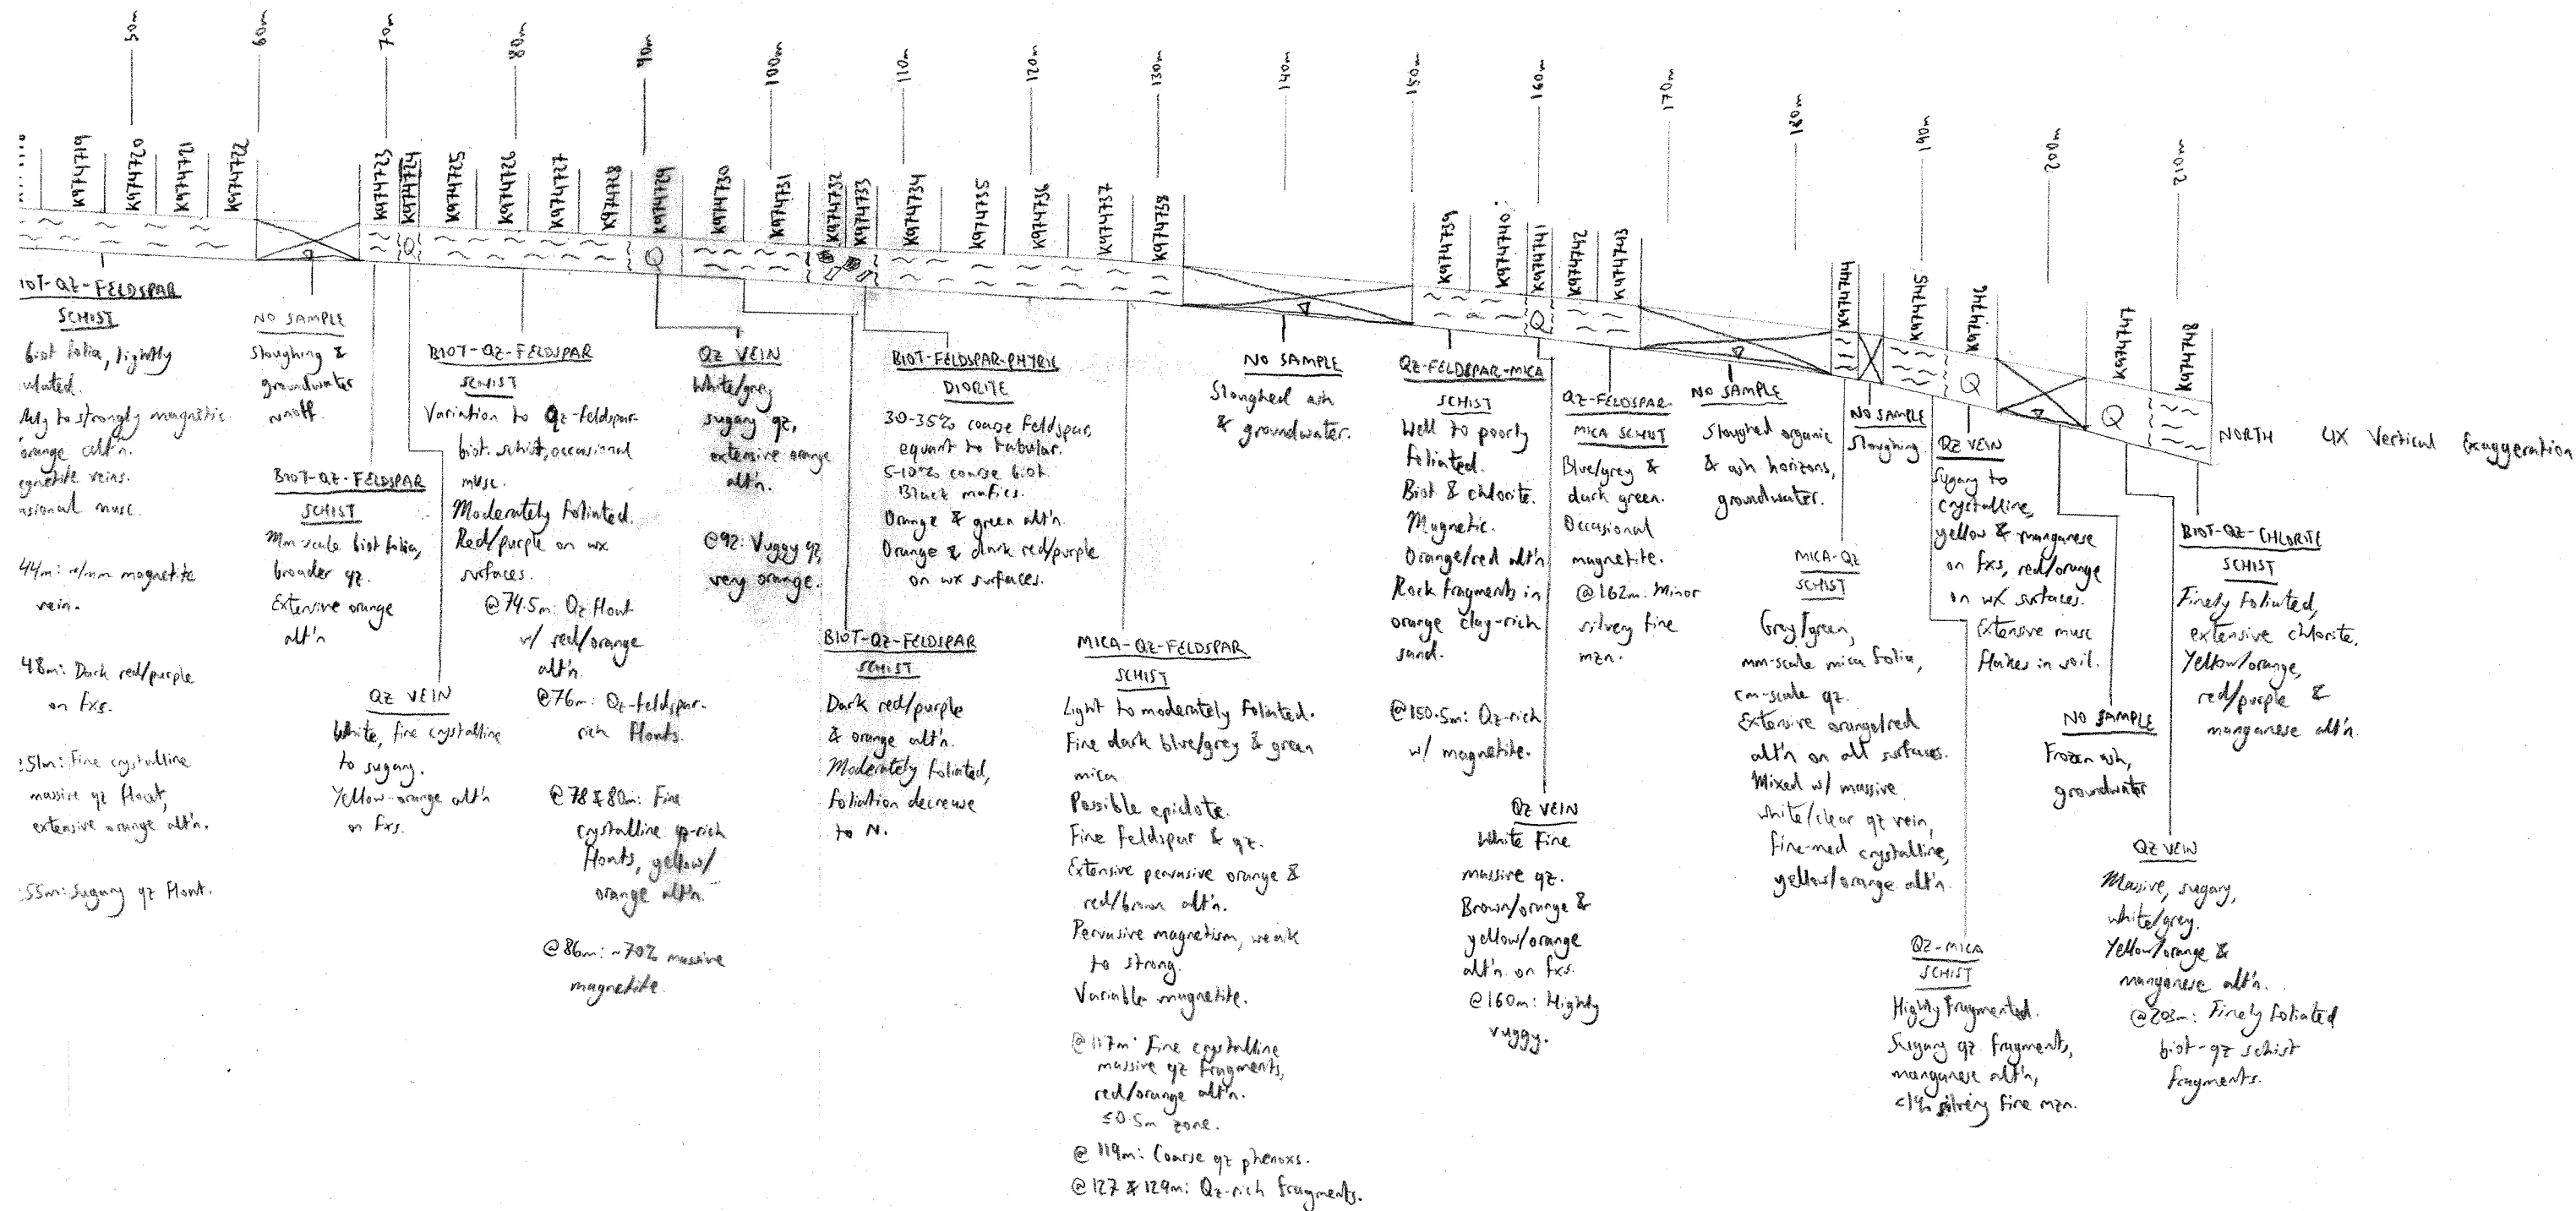 50m
60m
70m
80m
90m
100m
110m
120m
130m
140m
150m
160m
170m
180m
190m
200m
210m
K974719
K974720
K974721
K974722
K974723
K974724
K974725
K974726
K974727
K974728
K974729
K974730
K974731
K974732
K974733
K974734
K974735
K974736
K974737
K974738
K974739
K974740
K974741
K974742
K974743
K974744
K974745
K974746
K974747
K974748
Q
Q
Q
Q
Q
NORTH 4X Vertical Exaggeration
IOT-QZ-FELDSPAR
SCHIST
biot folia, lightly
magnetic.
orange alt'n.
veins.
musc.
44m: magnetite
vein.
48m: Dark red/purple
on fxs.
51m: Fine crystalline
massive qz float,
extensive orange alt'n.
55m: Sugary qz float.
NO SAMPLE
Sloughing &
groundwater
runoff.
BIOT-QZ-FELDSPAR
SCHIST
Mm-scale biot folia,
broader qz.
Extensive orange
alt'n
QZ VEIN
White, fine crystalline
to sugary.
Yellow-orange alt'n
on fxs.
BIOT-QZ-FELDSPAR
SCHIST
Variation to Qz-feldspar-
biot. schist, occasional
musc.
Moderately foliated.
Red/purple on wx
surfaces.
@74.5m: Qz float
w/ red/orange
alt'n.
@76m: Qz-feldspar-
rich floats.
@78 & 80m: Fine
crystalline qz-rich
floats, yellow/
orange alt'n.
@86m: ~70% massive
magnetite.
QZ VEIN
White/grey
sugary qz,
extensive orange
alt'n.
@92: Vuggy qz,
very orange.
BIOT-QZ-FELDSPAR
SCHIST
Dark red/purple
& orange alt'n.
Moderately foliated,
foliation decrease
to N.
BIOT-FELDSPAR-PHYRIC
DIORITE
30-35% coarse feldspar,
equant to tabular.
5-10% coarse biot.
Black mafics.
Orange & green alt'n.
Orange & dark red/purple
on wx surfaces.
MICA-QZ-FELDSPAR
SCHIST
Light to moderately foliated.
Fine dark blue/grey & green
mica
Possible epidote.
Fine feldspar & qz.
Extensive pervasive orange &
red/brown alt'n.
Pervasive magnetism, weak
to strong.
Variable magnetite.
@117m: Fine crystalline
massive qz fragments,
red/orange alt'n.
≤0.5m zone.
@119m: Coarse qz phenoxs.
@127 & 129m: Qz-rich fragments.
NO SAMPLE
Sloughed ash
& groundwater.
QZ-FELDSPAR-MICA
SCHIST
Well to poorly
foliated.
Biot & chlorite.
Magnetic.
Orange/red alt'n
Rock fragments in
orange clay-rich
sand.
@150.5m: Qz-rich
w/ magnetite.
QZ VEIN
White fine
massive qz.
Brown/orange &
yellow/orange
alt'n. on fxs.
@160m: Highly
vuggy.
QZ-FELDSPAR-
MICA SCHIST
Blue/grey &
dark green.
Occasional
magnetite.
@162m: Minor
silvery fine
mzn.
NO SAMPLE
Sloughed organic
& ash horizons,
groundwater.
MICA-QZ
SCHIST
Grey/green,
mm-scale mica folia,
cm-scale qz.
Extensive orange/red
alt'n on all surfaces.
Mixed w/ massive
white/clear qz vein,
fine-med crystalline,
yellow/orange alt'n.
NO SAMPLE
Sloughing
QZ-MICA
SCHIST
Highly fragmented.
Sugary qz fragments,
manganese alt'n,
<1% silvery fine mzn.
QZ VEIN
Sugary to
crystalline,
yellow & manganese
on fxs, red/orange
on wx surfaces.
Extensive musc
flakes in soil.
NO SAMPLE
Frozen ash,
groundwater
QZ VEIN
Massive, sugary,
white/grey.
Yellow/orange &
manganese alt'n.
@203m: Finely foliated
biot-qz schist
fragments.
BIOT-QZ-CHLORITE
SCHIST
Finely foliated,
extensive chlorite.
Yellow/orange,
red/purple &
manganese alt'n.